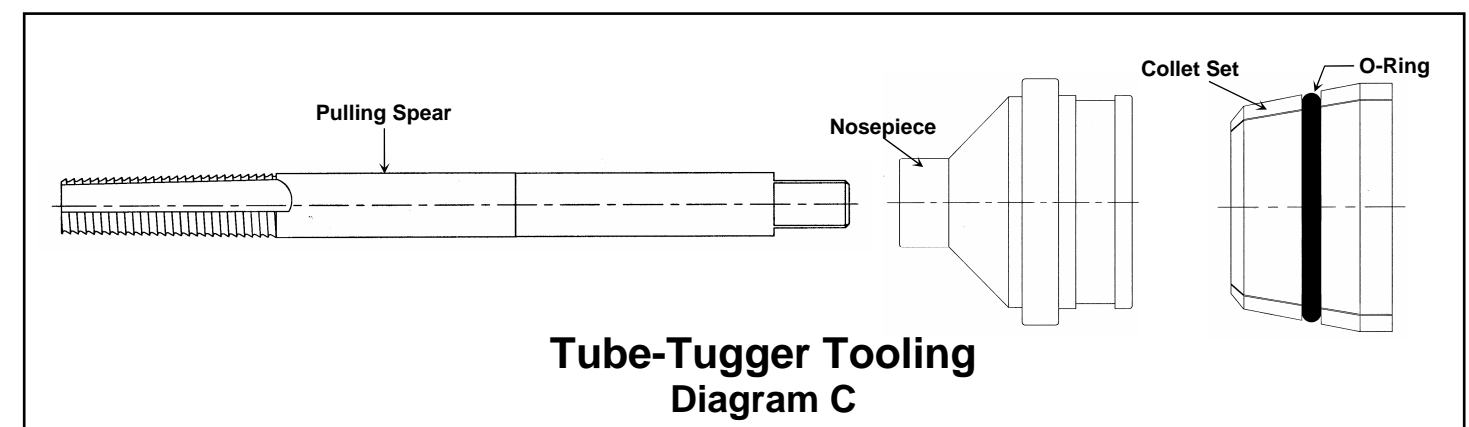 Pulling Spear
Nosepiece
Collet Set
O-Ring
Tube-Tugger Tooling
Diagram C